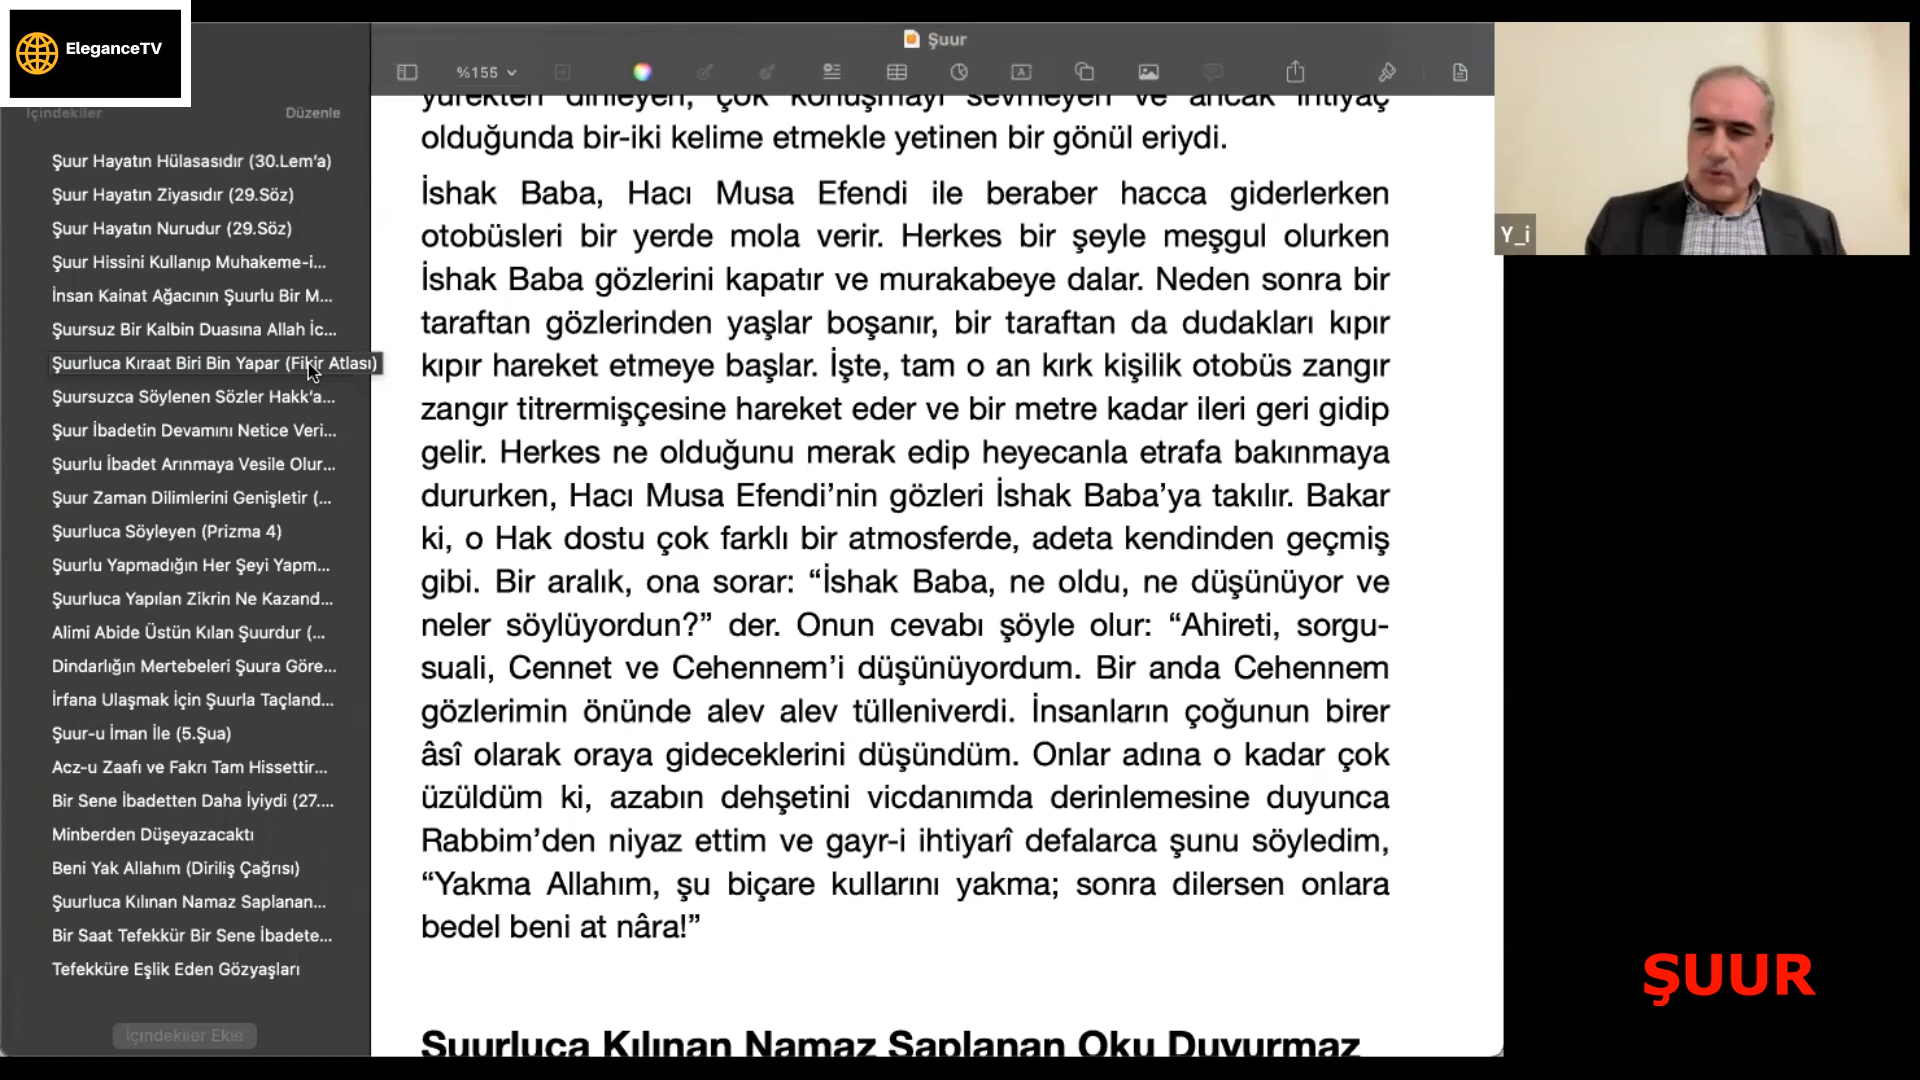 EleganceTV
İçindekiler
Düzenle
Şuur Hayatın Hülasasıdır (30.Lem'a)
Şuur Hayatın Ziyasıdır (29.Söz)
Şuur Hayatın Nurudur (29.Söz)
Şuur Hissini Kullanıp Muhakeme-i...
İnsan Kainat Ağacının Şuurlu Bir M...
Şuursuz Bir Kalbin Duasına Allah İc...
Şuurluca Kıraat Biri Bin Yapar (Fikir Atlası)
Şuursuzca Söylenen Sözler Hakk'a...
Şuur İbadetin Devamını Netice Veri...
Şuurlu İbadet Arınmaya Vesile Olur...
Şuur Zaman Dilimlerini Genişletir (...
Şuurluca Söyleyen (Prizma 4)
Şuurlu Yapmadığın Her Şeyi Yapm...
Şuurluca Yapılan Zikrin Ne Kazand...
Alimi Abide Üstün Kılan Şuurdur (...
Dindarlığın Mertebeleri Şuura Göre...
İrfana Ulaşmak İçin Şuurla Taçland...
Şuur-u İman İle (5.Şua)
Acz-u Zaafı ve Fakrı Tam Hissettir...
Bir Sene İbadetten Daha İyiydi (27....
Minberden Düşeyazacaktı
Beni Yak Allahım (Diriliş Çağrısı)
Şuurluca Kılınan Namaz Saplanan...
Bir Saat Tefekkür Bir Sene İbadete...
Tefekküre Eşlik Eden Gözyaşları
İçindekiler Ekle
Şuur
%155
yürekten dinleyen, çok konuşmayı sevmeyen ve ancak ihtiyaç
olduğunda bir-iki kelime etmekle yetinen bir gönül eriydi.
İshak Baba, Hacı Musa Efendi ile beraber hacca giderlerken
otobüsleri bir yerde mola verir. Herkes bir şeyle meşgul olurken
İshak Baba gözlerini kapatır ve murakabeye dalar. Neden sonra bir
taraftan gözlerinden yaşlar boşanır, bir taraftan da dudakları kıpır
kıpır hareket etmeye başlar. İşte, tam o an kırk kişilik otobüs zangır
zangır titrermişçesine hareket eder ve bir metre kadar ileri geri gidip
gelir. Herkes ne olduğunu merak edip heyecanla etrafa bakınmaya
dururken, Hacı Musa Efendi’nin gözleri İshak Baba’ya takılır. Bakar
ki, o Hak dostu çok farklı bir atmosferde, adeta kendinden geçmiş
gibi. Bir aralık, ona sorar: “İshak Baba, ne oldu, ne düşünüyor ve
neler söylüyordun?” der. Onun cevabı şöyle olur: “Ahireti, sorgu-
suali, Cennet ve Cehennem’i düşünüyordum. Bir anda Cehennem
gözlerimin önünde alev alev tülleniverdi. İnsanların çoğunun birer
âsî olarak oraya gideceklerini düşündüm. Onlar adına o kadar çok
üzüldüm ki, azabın dehşetini vicdanımda derinlemesine duyunca
Rabbim’den niyaz ettim ve gayr-i ihtiyarî defalarca şunu söyledim,
“Yakma Allahım, şu biçare kullarını yakma; sonra dilersen onlara
bedel beni at nâra!”
Şuurluca Kılınan Namaz Saplanan Oku Duyurmaz
Y_i
ŞUUR